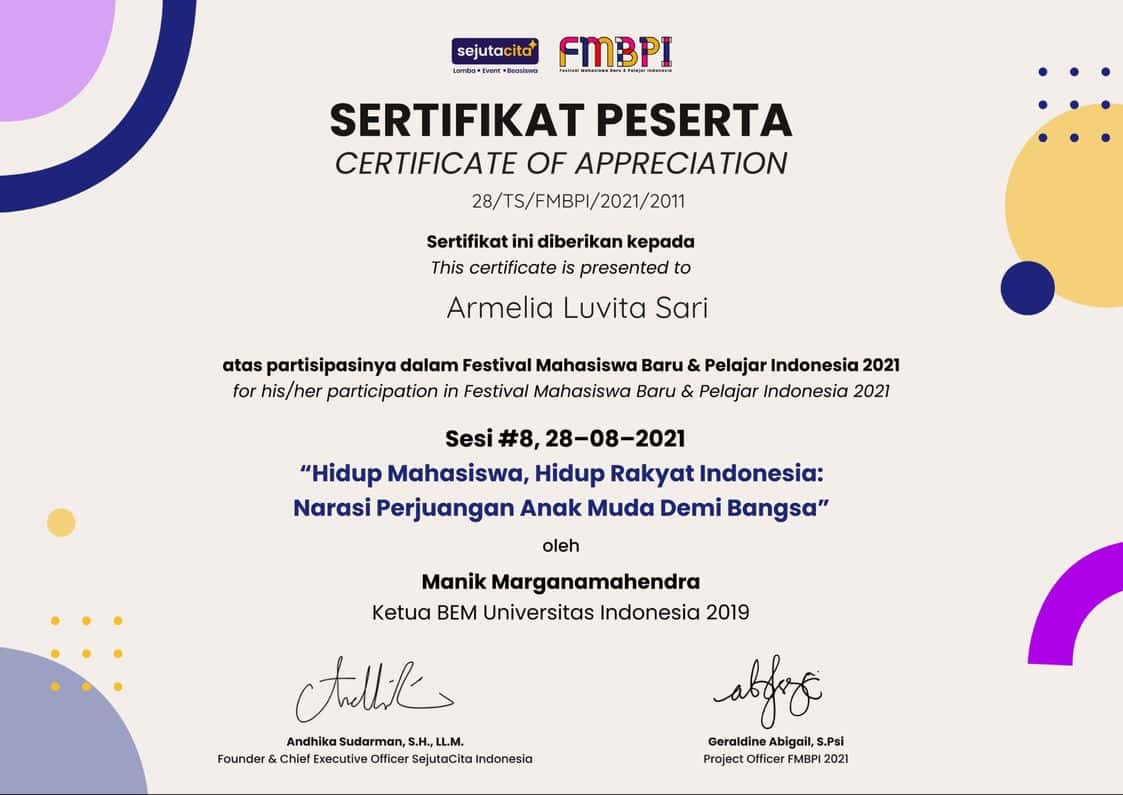 sejutacita
Lomba • Event • Beasiswa
FMBPI
Festival Mahasiswa Baru & Pelajar Indonesia
SERTIFIKAT PESERTA
CERTIFICATE OF APPRECIATION
28/TS/FMBPI/2021/2011
Sertifikat ini diberikan kepada
This certificate is presented to
Armelia Luvita Sari
atas partisipasinya dalam Festival Mahasiswa Baru & Pelajar Indonesia 2021
for his/her participation in Festival Mahasiswa Baru & Pelajar Indonesia 2021
Sesi #8, 28–08–2021
“Hidup Mahasiswa, Hidup Rakyat Indonesia:
Narasi Perjuangan Anak Muda Demi Bangsa”
oleh
Manik Marganamahendra
Ketua BEM Universitas Indonesia 2019
Andhika Sudarman, S.H., LL.M.
Founder & Chief Executive Officer SejutaCita Indonesia
Geraldine Abigail, S.Psi
Project Officer FMBPI 2021